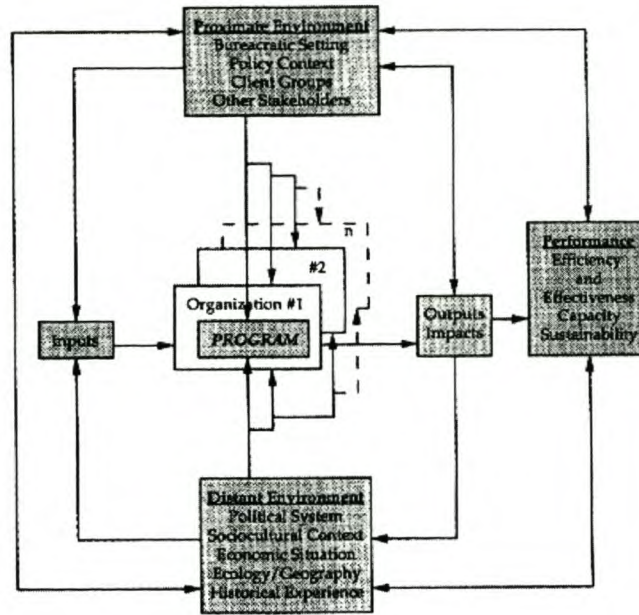 Proximate Environment
Bureacratic Setting
Policy Context
Client Groups
Other Stakeholders
n
#2
Organization #1
PROGRAM
Inputs
Outputs
Impacts
Performance
Efficiency
and
Effectiveness
Capacity
Sustainability
Distant Environment
Political System
Sociocultural Context
Economic Situation
Ecology/Geography
Historical Experience